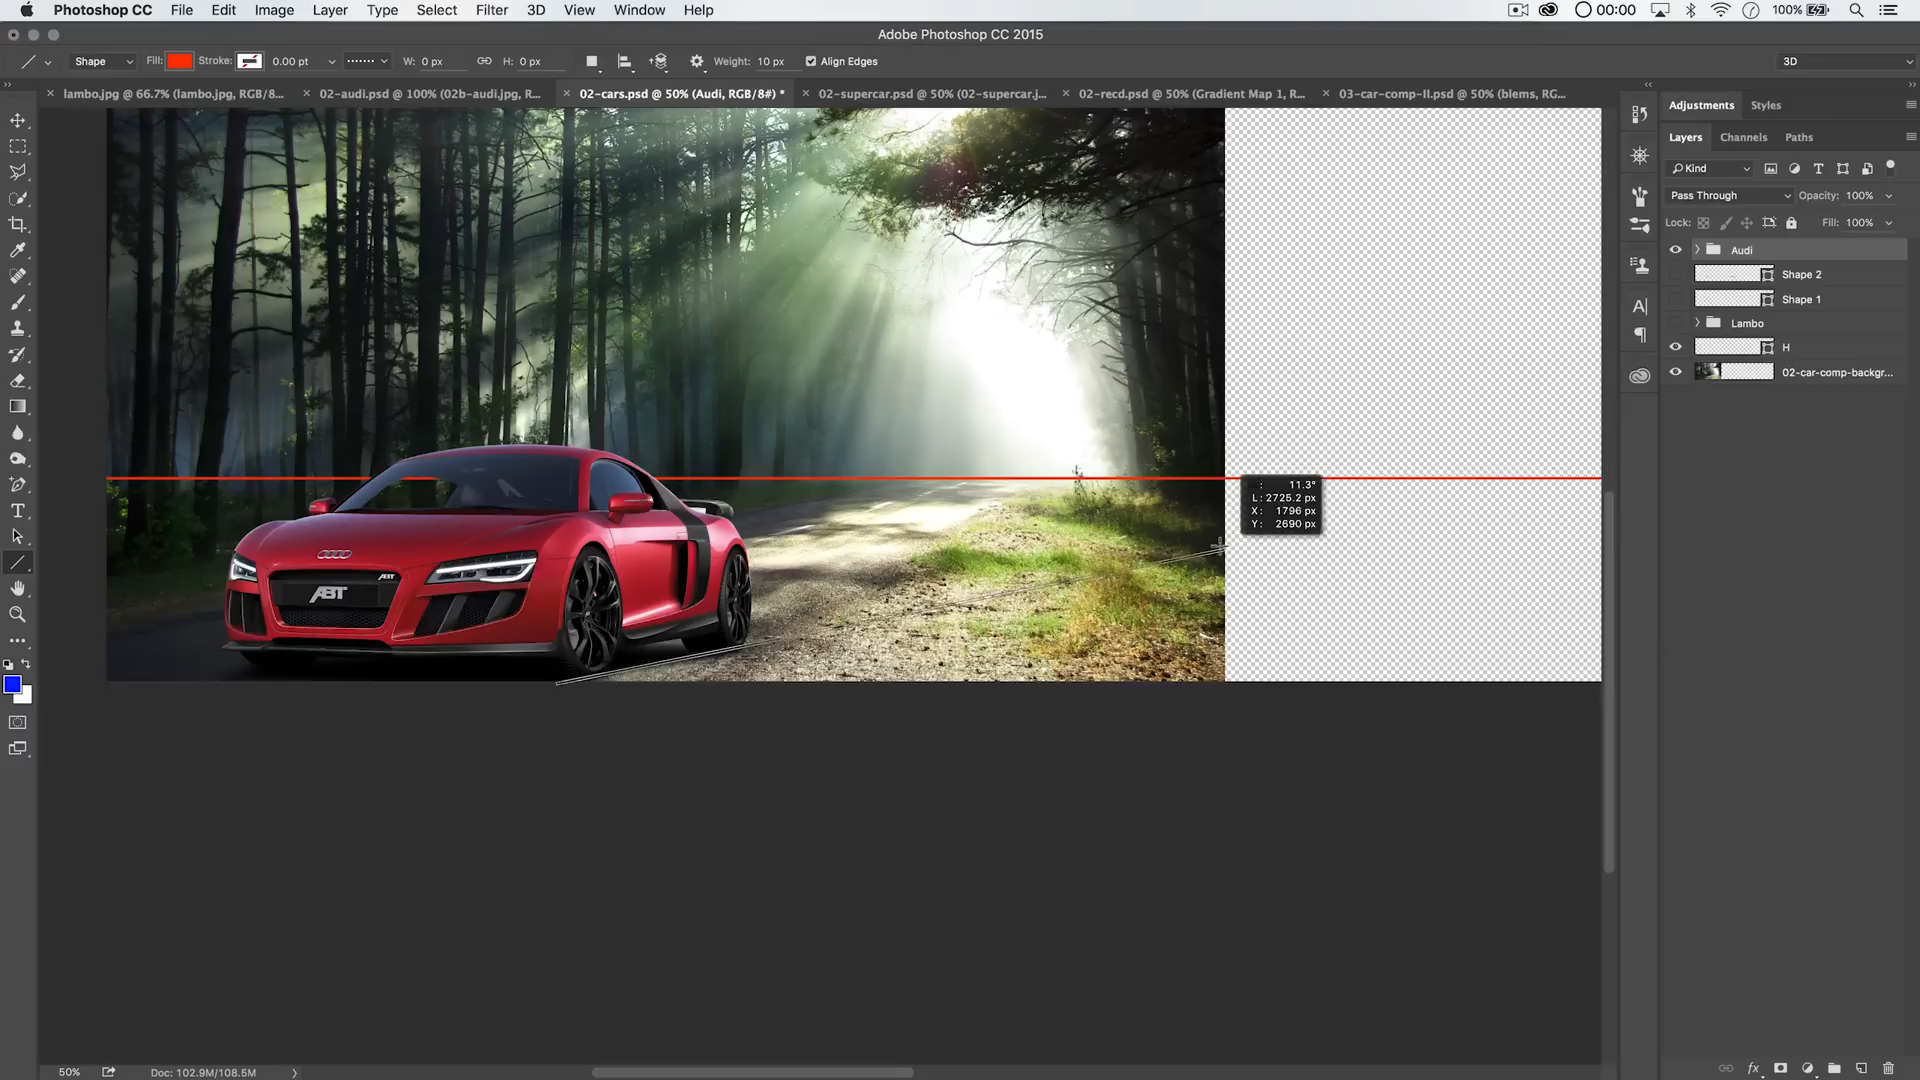 Photoshop CC File Edit Image Layer Type Select Filter 3D View Window Help 00:00 100%
Adobe Photoshop CC 2015
Shape Fill: Stroke: 0.00 pt W: 0 px H: 0 px Weight: 10 px Align Edges 3D
lambo.jpg @ 66.7% (lambo.jpg, RGB/8... 02-audi.psd @ 100% (02b-audi.jpg, R... 02-cars.psd @ 50% (Audi, RGB/8#) * 02-supercar.psd @ 50% (02-supercar.j... 02-recd.psd @ 50% (Gradient Map 1, R... 03-car-comp-II.psd @ 50% (blems, RG...
Adjustments Styles
Layers Channels Paths
Kind
Pass Through Opacity: 100%
Lock: Fill: 100%
Audi
Shape 2
Shape 1
Lambo
H
02-car-comp-backgr...
: 11.3°
L: 2725.2 px
X: 1796 px
Y: 2690 px
ABT
ABT
50% Doc: 102.9M/108.5M